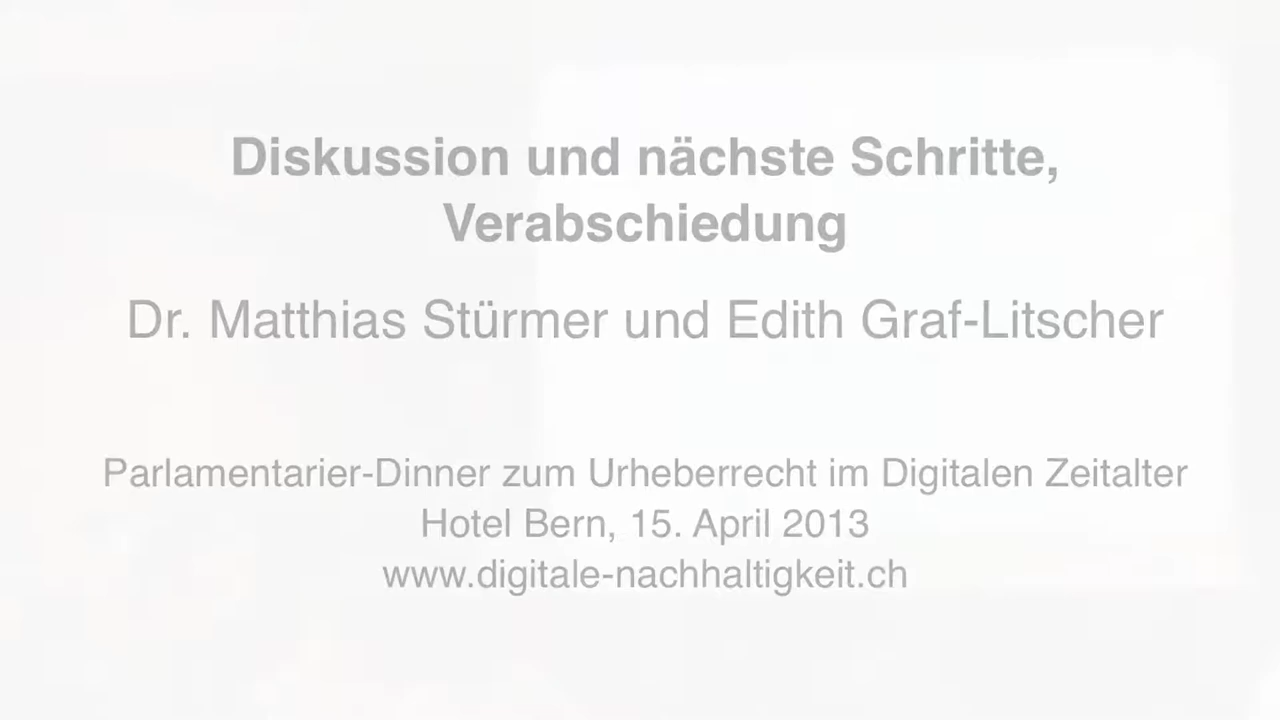 Diskussion und nächste Schritte,
Verabschiedung
Dr. Matthias Stürmer und Edith Graf-Litscher
Parlamentarier-Dinner zum Urheberrecht im Digitalen Zeitalter
Hotel Bern, 15. April 2013
www.digitale-nachhaltigkeit.ch